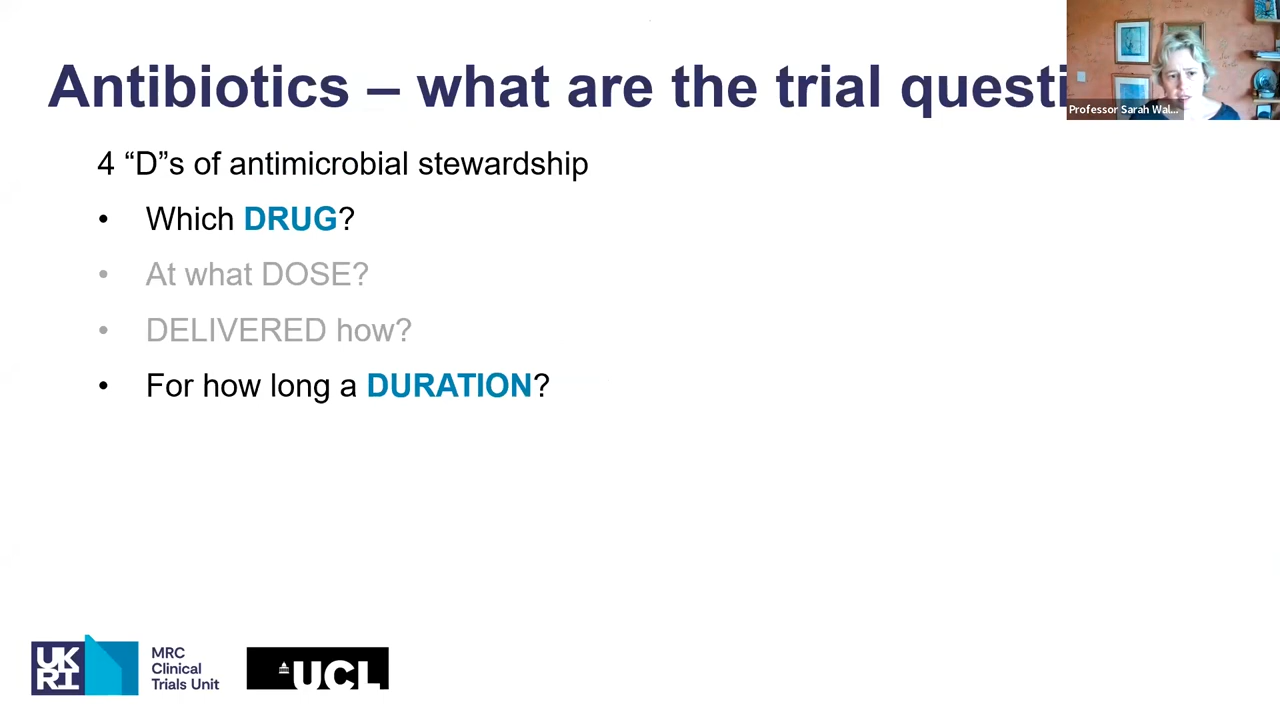 Antibiotics – what are the trial questi
Professor Sarah Wal...
4 “D”s of antimicrobial stewardship
• Which DRUG?
• At what DOSE?
• DELIVERED how?
• For how long a DURATION?
UK
RI
MRC
Clinical
Trials Unit
UCL